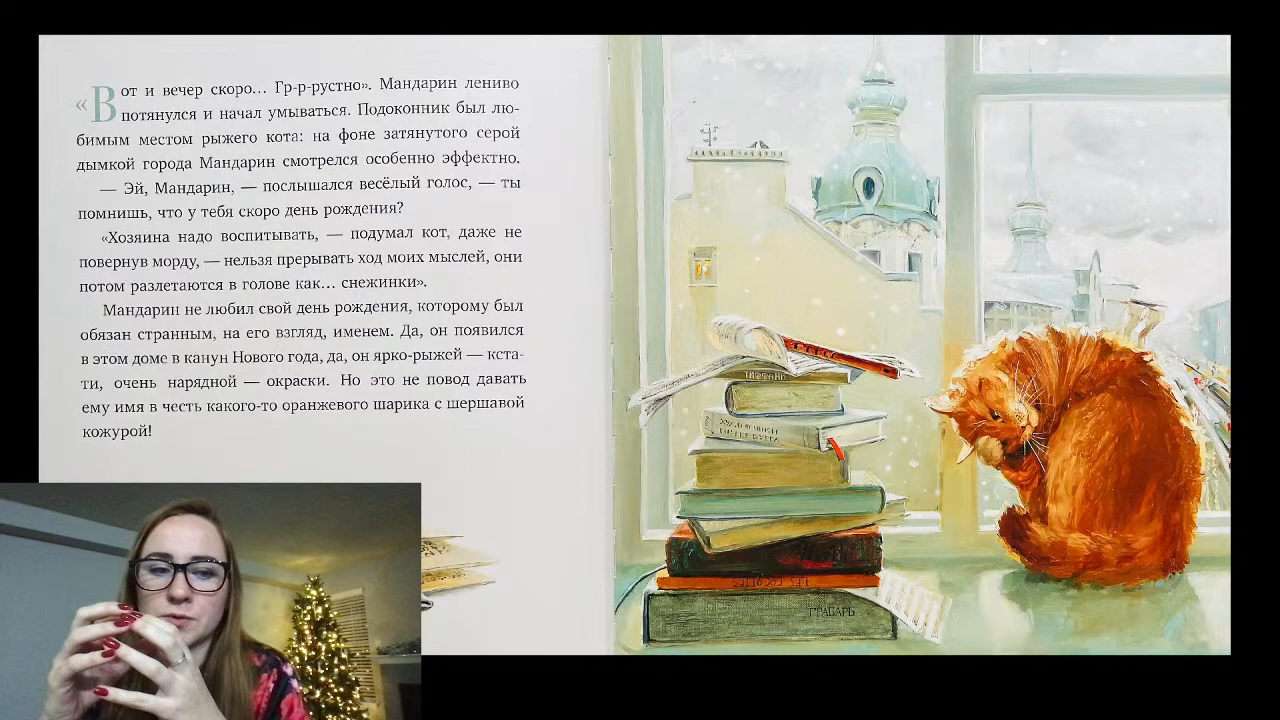 «Вот и вечер скоро... Гр-р-рустно». Мандарин лениво
потянулся и начал умываться. Подоконник был лю-
бимым местом рыжего кота: на фоне затянутого серой
дымкой города Мандарин смотрелся особенно эффектно.
— Эй, Мандарин, — послышался весёлый голос, — ты
помнишь, что у тебя скоро день рождения?
«Хозяина надо воспитывать, — подумал кот, даже не
повернув морду, — нельзя прерывать ход моих мыслей, они
потом разлетаются в голове как... снежинки».
Мандарин не любил свой день рождения, которому был
обязан странным, на его взгляд, именем. Да, он появился
в этом доме в канун Нового года, да, он ярко-рыжей — кста-
ти, очень нарядной — окраски. Но это не повод давать
ему имя в честь какого-то оранжевого шарика с шершавой
кожурой!
ГРАБАРЬ